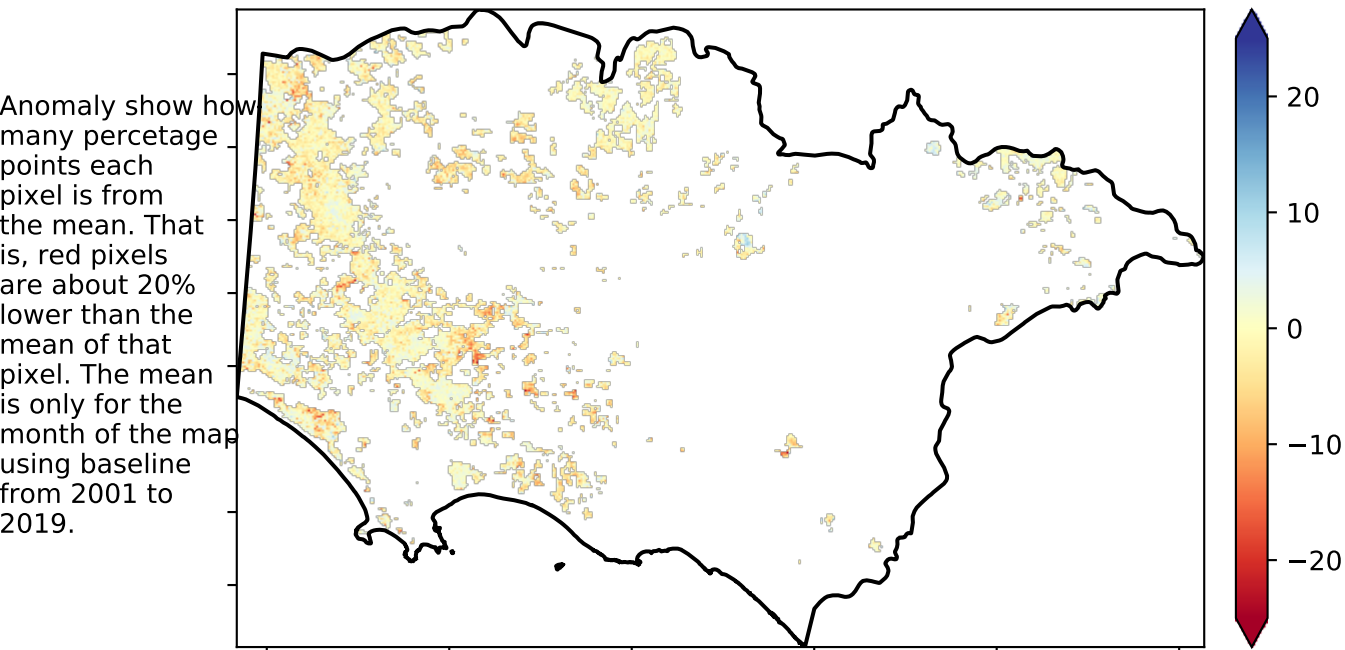 Anomaly show how
many percetage
points each
pixel is from
the mean. That
is, red pixels
are about 20%
lower than the
mean of that
pixel. The mean
is only for the
month of the map
using baseline
from 2001 to
2019.
20
10
0
−10
−20